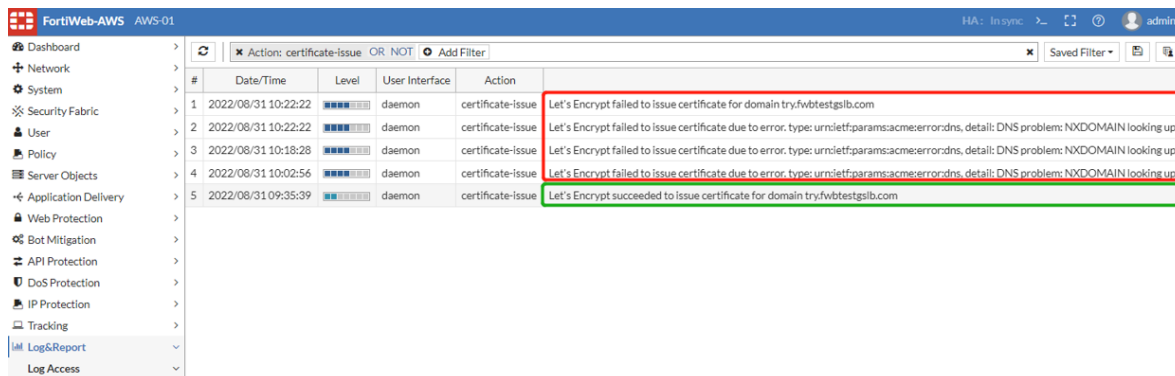 FortiWeb-AWS AWS-01 HA: In sync >_ admin
Dashboard
Network
System
Security Fabric
User
Policy
Server Objects
Application Delivery
Web Protection
Bot Mitigation
API Protection
DoS Protection
IP Protection
Tracking
Log&Report
Log Access
Action: certificate-issue OR NOT Add Filter Saved Filter
# Date/Time Level User Interface Action
1 2022/08/31 10:22:22 daemon certificate-issue Let's Encrypt failed to issue certificate for domain try.fwbtestgslb.com
2 2022/08/31 10:22:22 daemon certificate-issue Let's Encrypt failed to issue certificate due to error. type: urn:ietf:params:acme:error:dns, detail: DNS problem: NXDOMAIN looking up
3 2022/08/31 10:18:28 daemon certificate-issue Let's Encrypt failed to issue certificate due to error. type: urn:ietf:params:acme:error:dns, detail: DNS problem: NXDOMAIN looking up
4 2022/08/31 10:02:56 daemon certificate-issue Let's Encrypt failed to issue certificate due to error. type: urn:ietf:params:acme:error:dns, detail: DNS problem: NXDOMAIN looking up
5 2022/08/31 09:35:39 daemon certificate-issue Let's Encrypt succeeded to issue certificate for domain try.fwbtestgslb.com